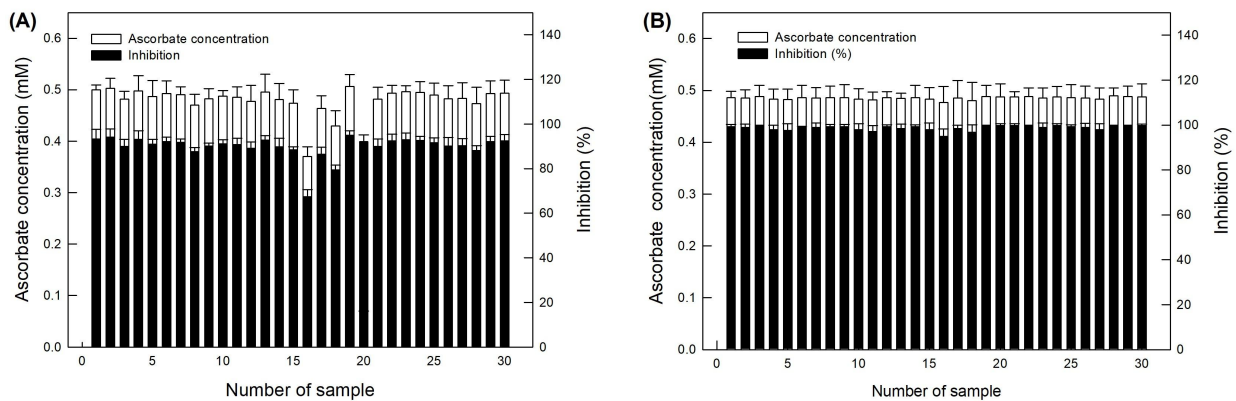 (A)
Ascorbate concentration
Inhibition
Ascorbate concentration (mM)
0.6
0.5
0.4
0.3
0.2
0.1
0.0
140
120
100
80
60
40
20
0
Inhibition (%)
0 5 10 15 20 25 30
Number of sample
(B)
Ascorbate concentration
Inhibition (%)
Ascorbate concentration(mM)
0.6
0.5
0.4
0.3
0.2
0.1
0.0
140
120
100
80
60
40
20
0
Inhibition (%)
0 5 10 15 20 25 30
Number of sample